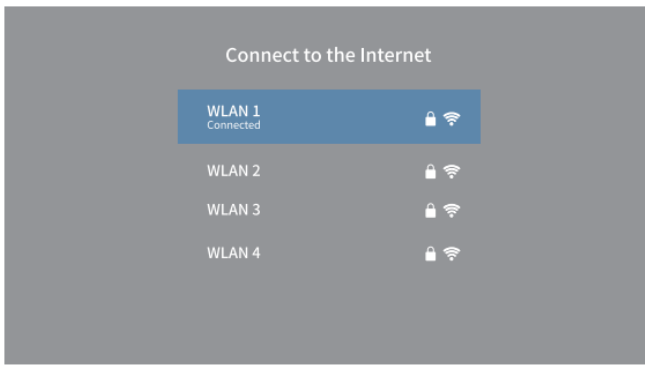 Connect to the Internet
WLAN 1
Connected
WLAN 2
WLAN 3
WLAN 4